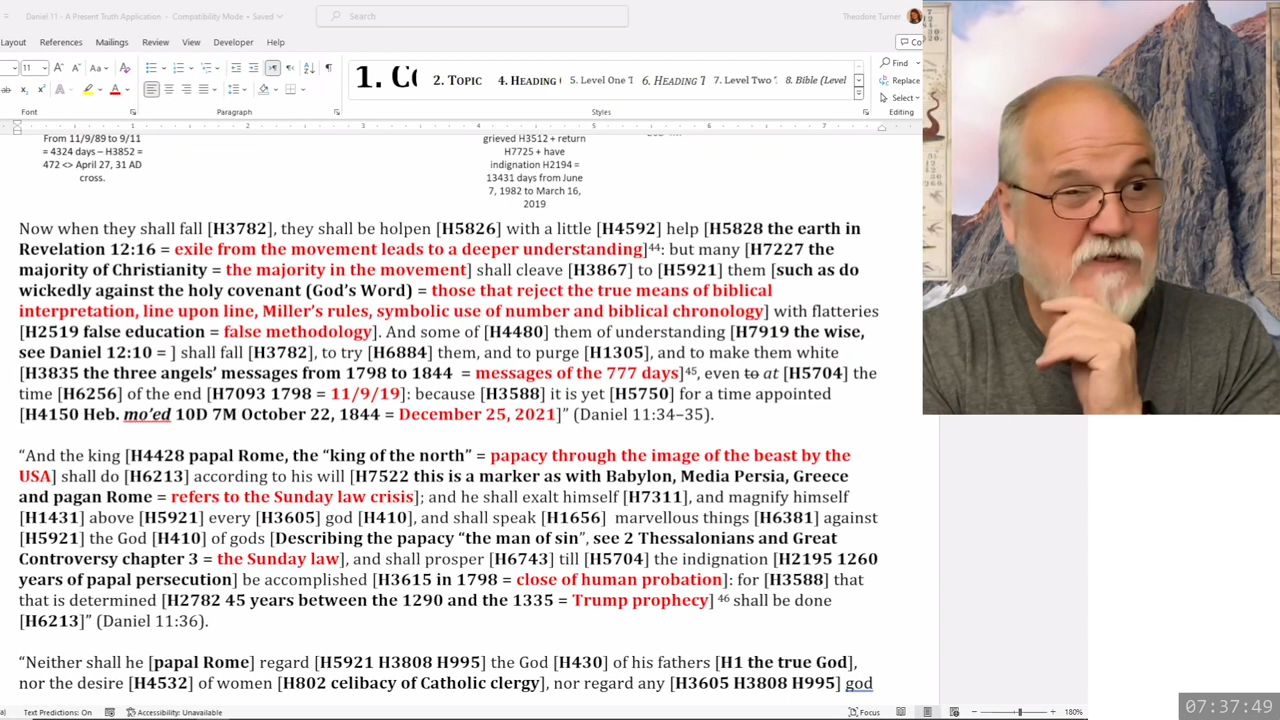 Daniel 11 - A Present Truth Application - Compatibility Mode • Saved
Search
Theodore Turner
Layout References Mailings Review View Developer Help
11 Aa
1. Co 2. Topic 4. Heading 5. Level One 6. Heading 7. Level Two 8. Bible (Level
Find
Replace
Select
Font Paragraph Styles Editing
From 11/9/89 to 9/11
= 4324 days – H3852 =
472 <> April 27, 31 AD
cross.
grieved H3512 + return
H7725 + have
indignation H2194 =
13431 days from June
7, 1982 to March 16,
2019
Now when they shall fall [H3782], they shall be holpen [H5826] with a little [H4592] help [H5828 the earth in
Revelation 12:16 = exile from the movement leads to a deeper understanding]44: but many [H7227 the
majority of Christianity = the majority in the movement] shall cleave [H3867] to [H5921] them [such as do
wickedly against the holy covenant (God’s Word) = those that reject the true means of biblical
interpretation, line upon line, Miller’s rules, symbolic use of number and biblical chronology] with flatteries
[H2519 false education = false methodology]. And some of [H4480] them of understanding [H7919 the wise,
see Daniel 12:10 = ] shall fall [H3782], to try [H6884] them, and to purge [H1305], and to make them white
[H3835 the three angels’ messages from 1798 to 1844 = messages of the 777 days]45, even to at [H5704] the
time [H6256] of the end [H7093 1798 = 11/9/19]: because [H3588] it is yet [H5750] for a time appointed
[H4150 Heb. mo’ed 10D 7M October 22, 1844 = December 25, 2021]” (Daniel 11:34–35).
“And the king [H4428 papal Rome, the “king of the north” = papacy through the image of the beast by the
USA] shall do [H6213] according to his will [H7522 this is a marker as with Babylon, Media Persia, Greece
and pagan Rome = refers to the Sunday law crisis]; and he shall exalt himself [H7311], and magnify himself
[H1431] above [H5921] every [H3605] god [H410], and shall speak [H1656] marvellous things [H6381] against
[H5921] the God [H410] of gods [Describing the papacy “the man of sin”, see 2 Thessalonians and Great
Controversy chapter 3 = the Sunday law], and shall prosper [H6743] till [H5704] the indignation [H2195 1260
years of papal persecution] be accomplished [H3615 in 1798 = close of human probation]: for [H3588] that
that is determined [H2782 45 years between the 1290 and the 1335 = Trump prophecy] 46 shall be done
[H6213]” (Daniel 11:36).
“Neither shall he [papal Rome] regard [H5921 H3808 H995] the God [H430] of his fathers [H1 the true God],
nor the desire [H4532] of women [H802 celibacy of Catholic clergy], nor regard any [H3605 H3808 H995] god
Text Predictions: On Accessibility: Unavailable Focus 180%
07:37:49